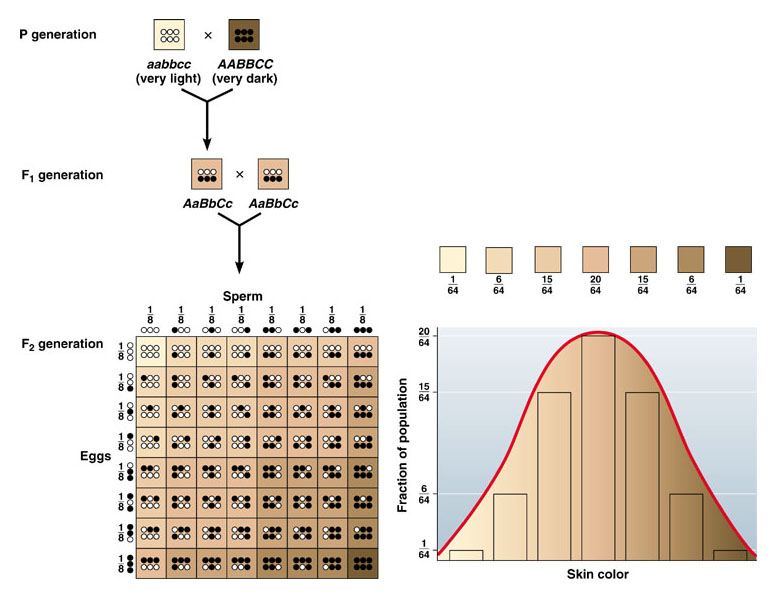 P generation
×
aabbcc
(very light)
AABBCC
(very dark)
F1 generation
×
AaBbCc
AaBbCc
F2 generation
Sperm
1/8 1/8 1/8 1/8 1/8 1/8 1/8 1/8
Eggs
1/8
1/8
1/8
1/8
1/8
1/8
1/8
1/8
1/64 6/64 15/64 20/64 15/64 6/64 1/64
Fraction of population
20/64
15/64
6/64
1/64
Skin color